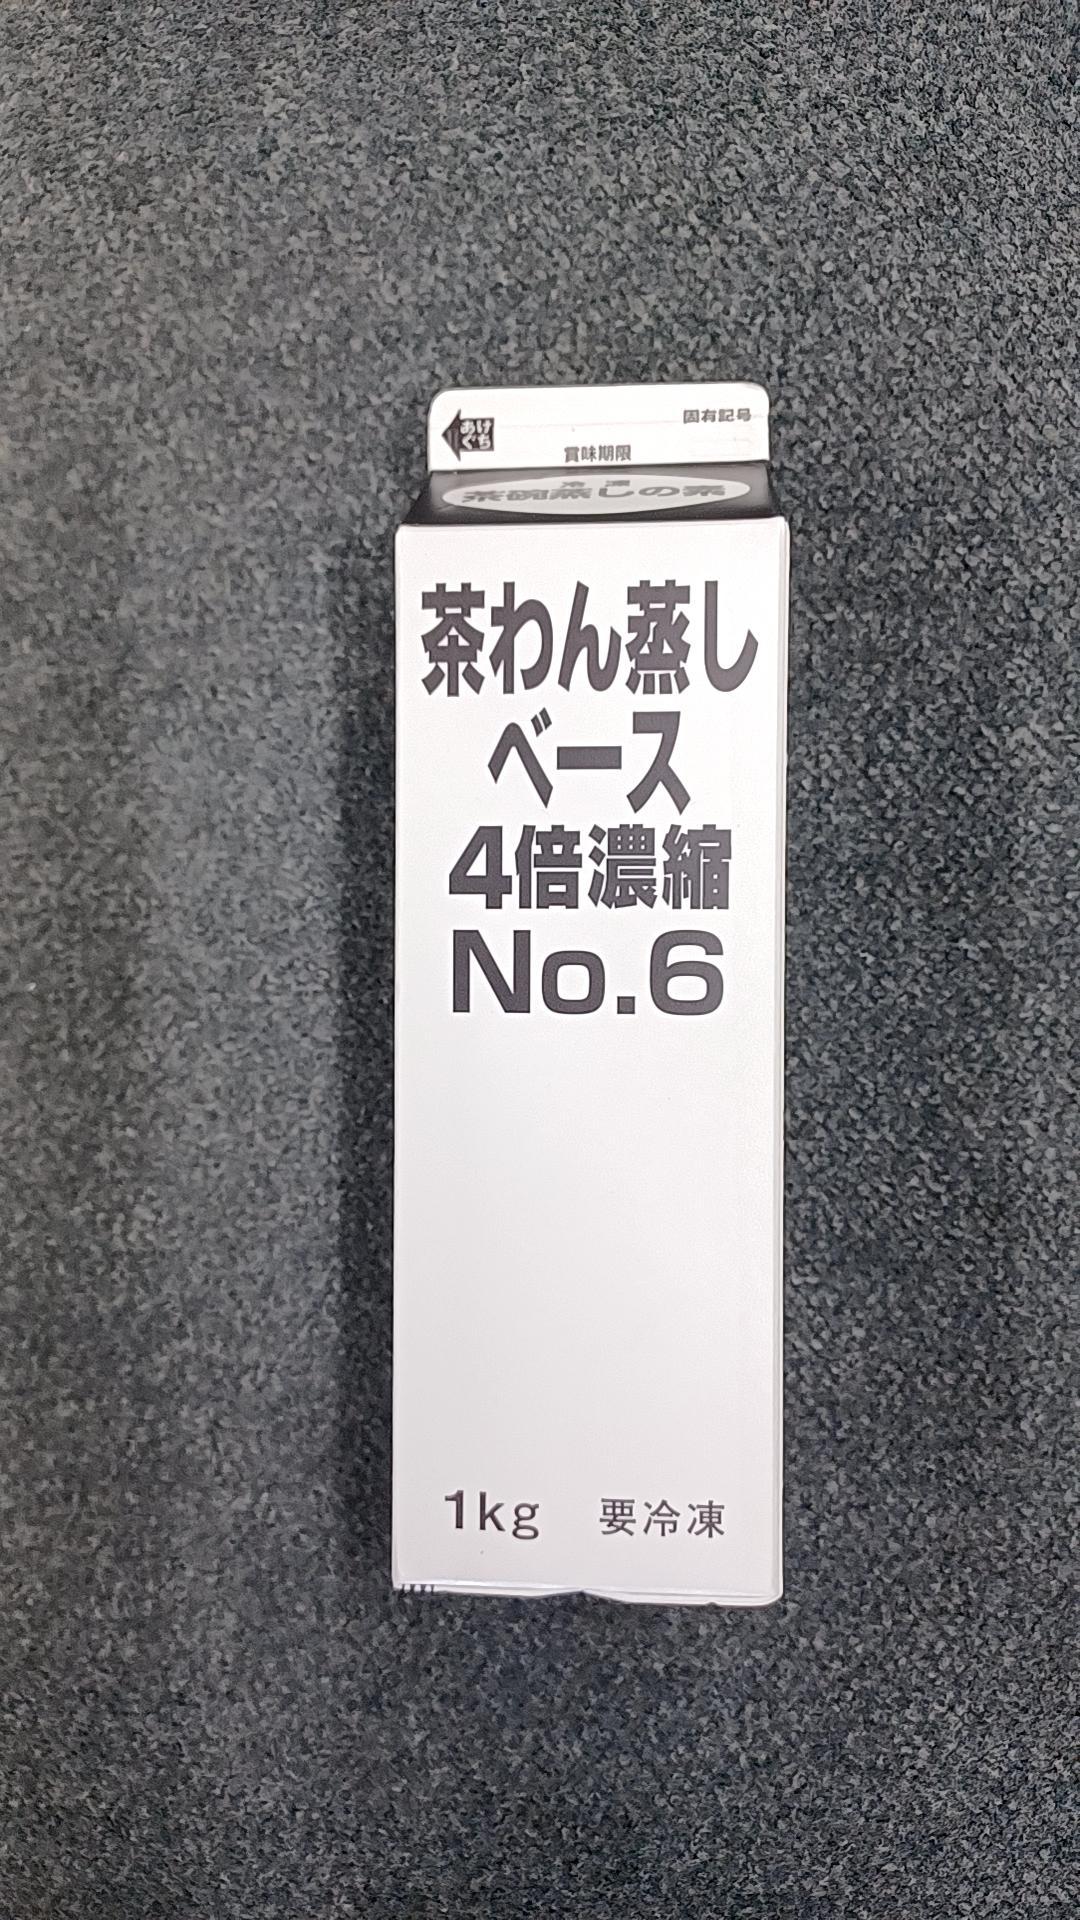 あけぐち
固有記号
賞味期限
冷凍
茶碗蒸しの素
茶わん蒸し
ベース
4倍濃縮
No.6
1kg 要冷凍